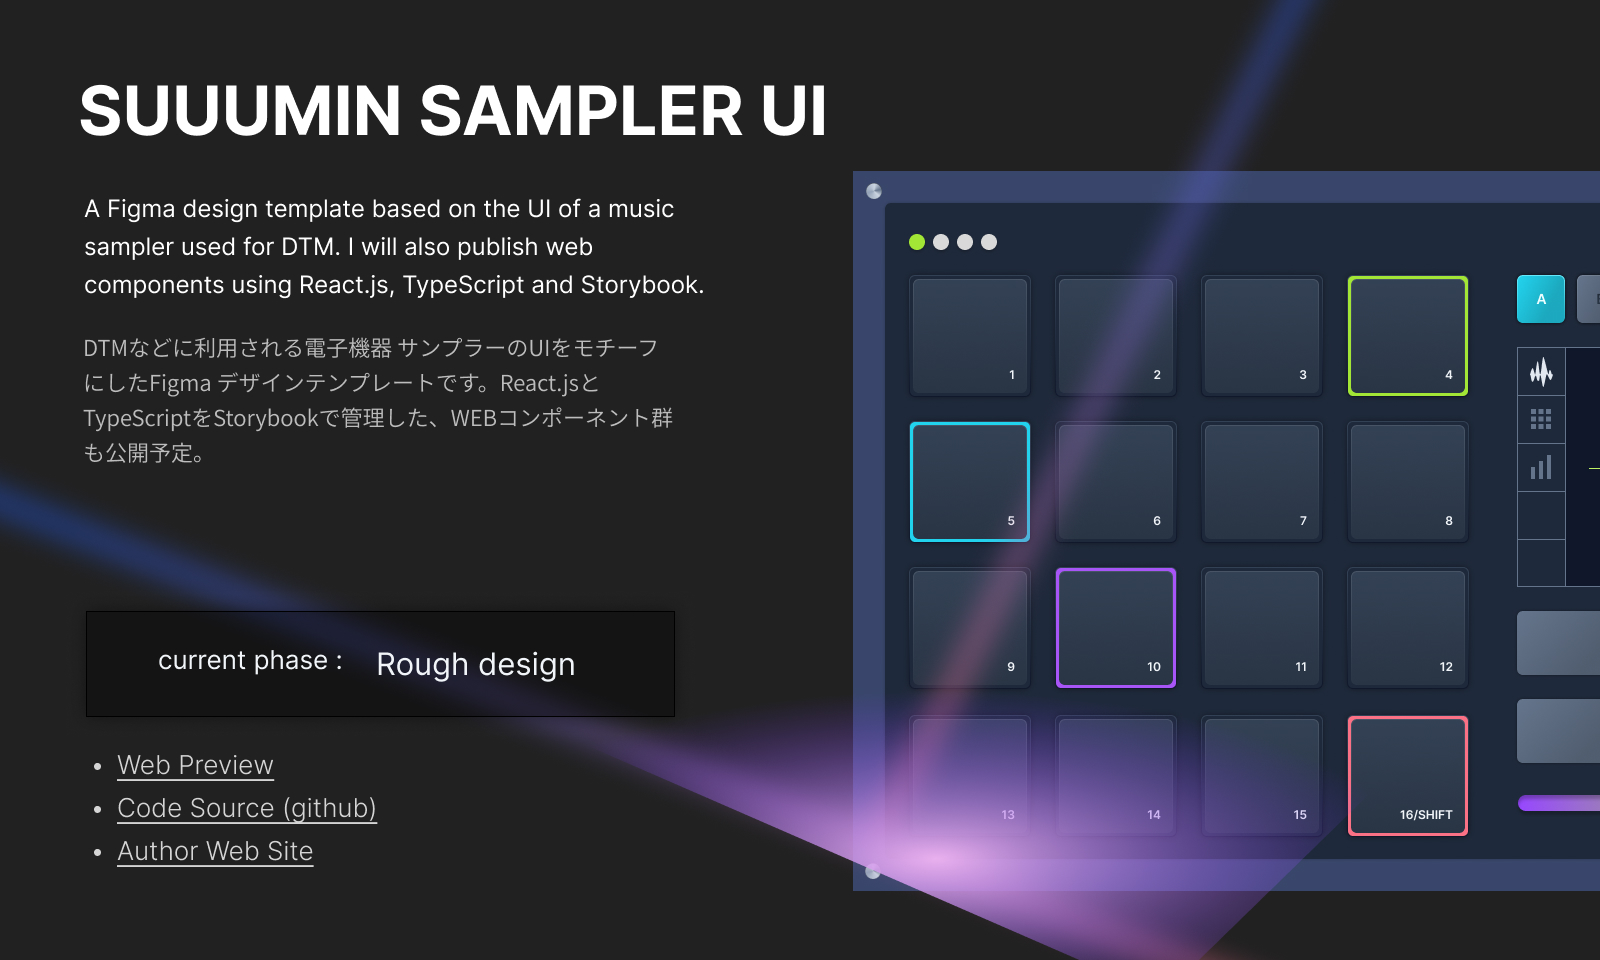 SUUUMIN SAMPLER UI
A Figma design template based on the UI of a music
sampler used for DTM. I will also publish web
components using React.js, TypeScript and Storybook.
DTMなどに利用される電子機器 サンプラーのUIをモチーフ
にしたFigma デザインテンプレートです。React.jsと
TypeScriptをStorybookで管理した、WEBコンポーネント群
も公開予定。
current phase : Rough design
• Web Preview
• Code Source (github)
• Author Web Site
1 2 3 4
A
5 6 7 8
9 10 11 12
13 14 15 16/SHIFT